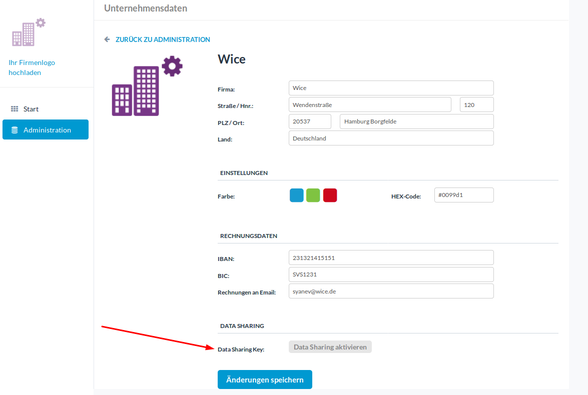 Unternehmensdaten
ZURÜCK ZU ADMINISTRATION
Ihr Firmenlogo
hochladen
Start
Administration
Wice
Firma: Wice
Straße / Hnr.: Wendenstraße 120
PLZ / Ort: 20537 Hamburg Borgfelde
Land: Deutschland
EINSTELLUNGEN
Farbe: HEX-Code: #0099d1
RECHNUNGSDATEN
IBAN: 231321415151
BIC: SVS1231
Rechnungen an Email: syanev@wice.de
DATA SHARING
Data Sharing Key: Data Sharing aktivieren
Änderungen speichern